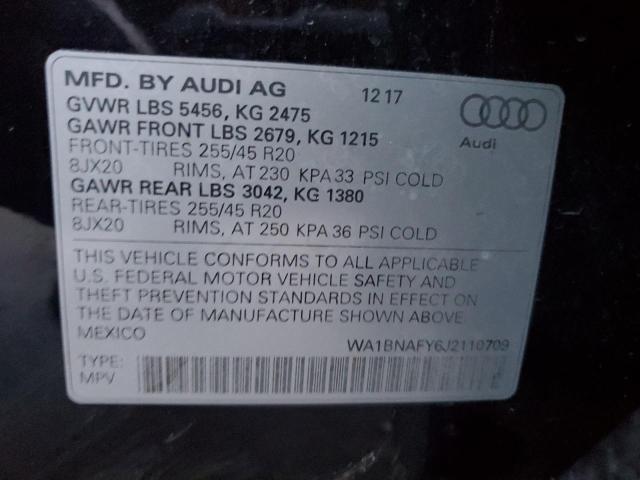 MFD. BY AUDI AG 12 17
GVWR LBS 5456, KG 2475
GAWR FRONT LBS 2679, KG 1215
FRONT-TIRES 255/45 R20
8JX20 RIMS, AT 230 KPA 33 PSI COLD
GAWR REAR LBS 3042, KG 1380
REAR-TIRES 255/45 R20
8JX20 RIMS, AT 250 KPA 36 PSI COLD
Audi
THIS VEHICLE CONFORMS TO ALL APPLICABLE
U.S. FEDERAL MOTOR VEHICLE SAFETY AND
THEFT PREVENTION STANDARDS IN EFFECT ON
THE DATE OF MANUFACTURE SHOWN ABOVE
MEXICO
WA1BNAFY6J2110709
TYPE:
MPV E